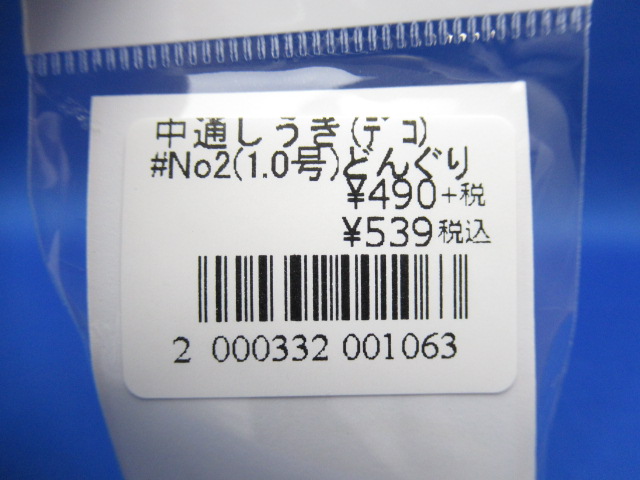 中通しうき(デコ)
#No2(1.0号)どんぐり
¥490+税
¥539税込
2 000332 001063